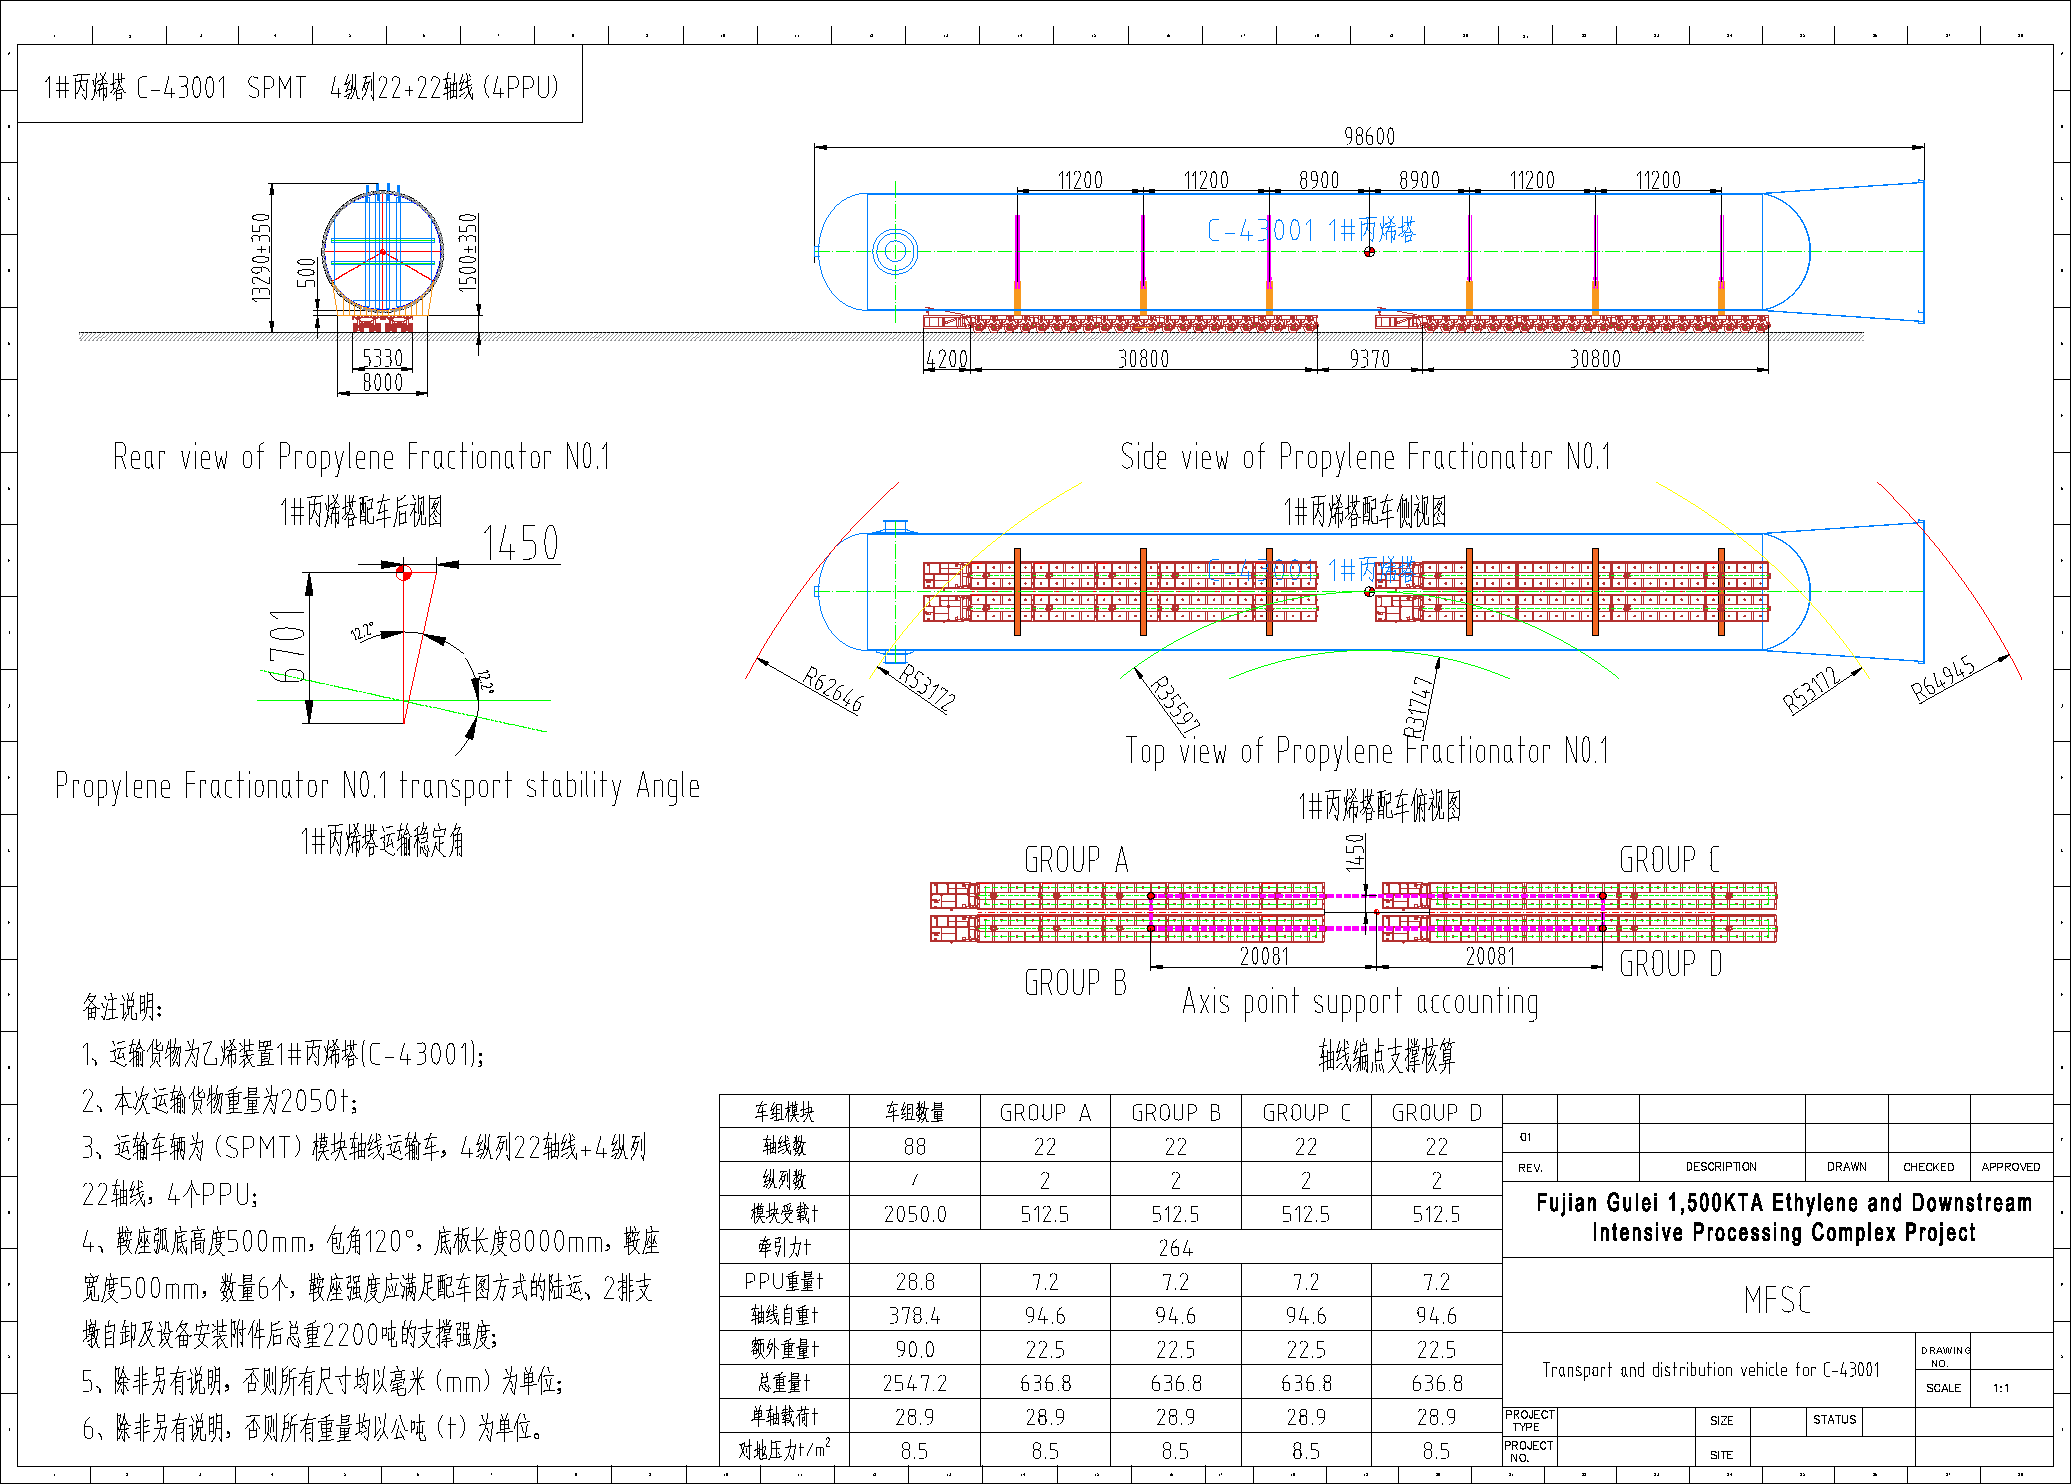 1#丙烯塔 C-43001 SPMT 4纵列22+22轴线 (4PPU)
98600
11200 11200 8900 8900 11200 11200
C-43001 1#丙烯塔
13290±350
500
1500±350
5330
8000
4200 30800 9370 30800
Rear view of Propylene Fractionator N0.1
1#丙烯塔配车后视图
Side view of Propylene Fractionator N0.1
1#丙烯塔配车侧视图
1450
6701
12.2°
12.2°
Propylene Fractionator N0.1 transport stability Angle
1#丙烯塔运输稳定角
C-43001 1#丙烯塔
R62646
R53172
R35597
R31747
R53172
R64945
Top view of Propylene Fractionator N0.1
1#丙烯塔配车俯视图
GROUP A
1450
GROUP C
GROUP B
20081 20081
GROUP D
Axis point support accounting
轴线编点支撑核算
备注说明:
1、运输货物为乙烯装置1#丙烯塔(C-43001);
2、本次运输货物重量为2050t;
3、运输车辆为（SPMT）模块轴线运输车，4纵列22轴线+4纵列
22轴线，4个PPU;
4、鞍座弧底高度500mm，包角120°，底板长度8000mm，鞍座
宽度500mm，数量6个，鞍座强度应满足配车图方式的陆运、2排支
墩自卸及设备安装附件后总重2200吨的支撑强度;
5、除非另有说明，否则所有尺寸均以毫米（mm）为单位;
6、除非另有说明，否则所有重量均以公吨（t）为单位。
车组模块 车组数量 GROUP A GROUP B GROUP C GROUP D
轴线数 88 22 22 22 22
纵列数 / 2 2 2 2
模块受载t 2050.0 512.5 512.5 512.5 512.5
牵引力t 264
PPU重量t 28.8 7.2 7.2 7.2 7.2
轴线自重t 378.4 94.6 94.6 94.6 94.6
额外重量t 90.0 22.5 22.5 22.5 22.5
总重量t 2547.2 636.8 636.8 636.8 636.8
单轴载荷t 28.9 28.9 28.9 28.9 28.9
对地压力t/m² 8.5 8.5 8.5 8.5 8.5
01
REV. DESCRIPTION DRAWN CHECKED APPROVED
Fujian Gulei 1,500KTA Ethylene and Downstream
Intensive Processing Complex Project
MFSC
Transport and distribution vehicle for C-43001
DRAWING
NO.
SCALE 1:1
PROJECT
TYPE
SIZE STATUS
PROJECT
NO.
SITE